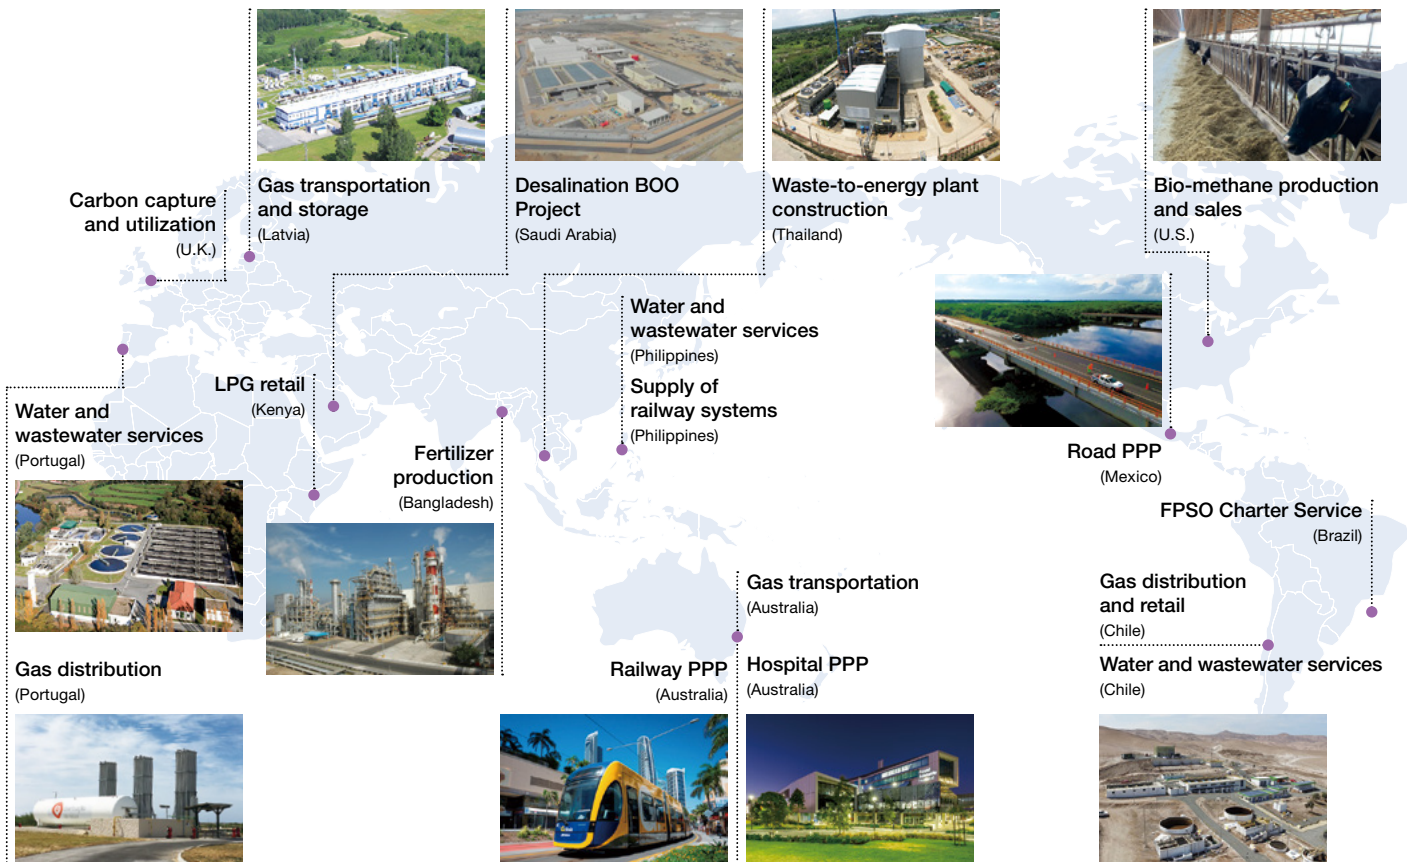 Carbon capture
and utilization
(U.K.)
Gas transportation
and storage
(Latvia)
Desalination BOO
Project
(Saudi Arabia)
Waste-to-energy plant
construction
(Thailand)
Bio-methane production
and sales
(U.S.)
Water and
wastewater services
(Philippines)
Supply of
railway systems
(Philippines)
LPG retail
(Kenya)
Water and
wastewater services
(Portugal)
Fertilizer
production
(Bangladesh)
Road PPP
(Mexico)
FPSO Charter Service
(Brazil)
Gas transportation
(Australia)
Gas distribution
and retail
(Chile)
Gas distribution
(Portugal)
Railway PPP
(Australia)
Hospital PPP
(Australia)
Water and wastewater services
(Chile)